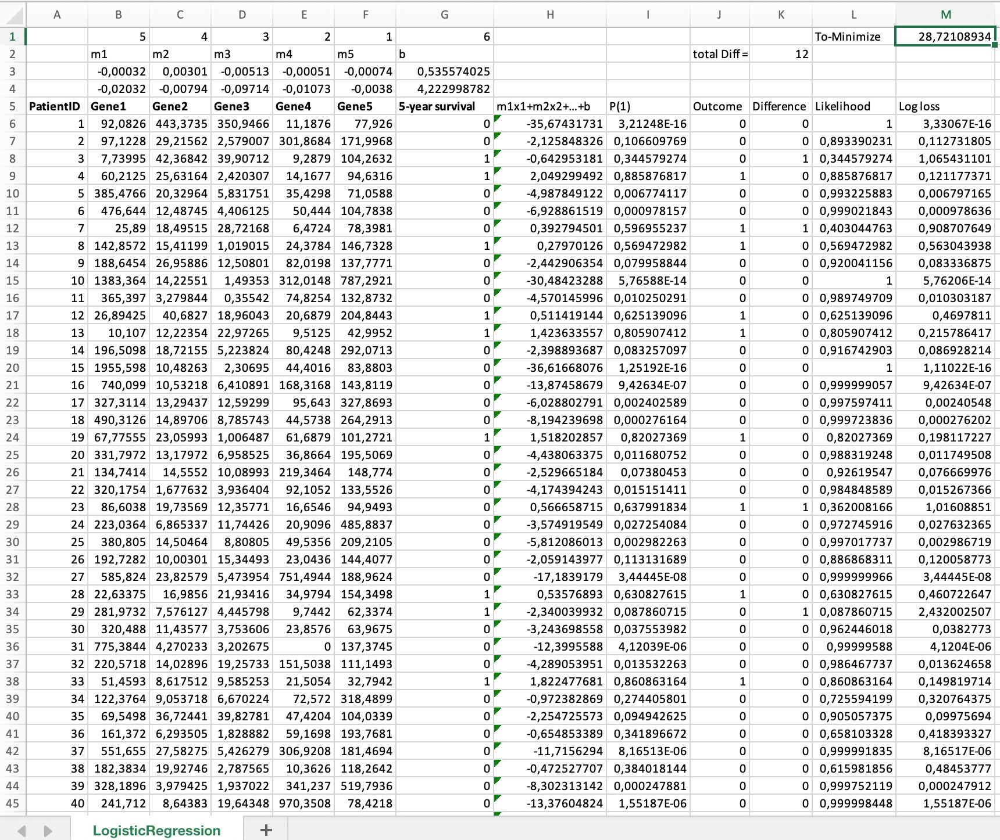 A B C D E F G H I J K L M
1 5 4 3 2 1 6 To-Minimize 28,72108934
2 m1 m2 m3 m4 m5 b total Diff = 12
3 -0,00032 0,00301 -0,00513 -0,00051 -0,00074 0,535574025
4 -0,02032 -0,00794 -0,09714 -0,01073 -0,0038 4,222998782
5 PatientID Gene1 Gene2 Gene3 Gene4 Gene5 5-year survival m1x1+m2x2+...+b P(1) Outcome Difference Likelihood Log loss
6 1 92,0826 443,3735 350,9466 11,1876 77,926 0 -35,67431731 3,21248E-16 0 0 1 3,33067E-16
7 2 97,1228 29,21562 2,579007 301,8684 171,9968 0 -2,125848326 0,106609769 0 0 0,893390231 0,112731805
8 3 7,73995 42,36842 39,90712 9,2879 104,2632 1 -0,642953181 0,344579274 0 1 0,344579274 1,065431101
9 4 60,2125 25,63164 2,420307 14,1677 94,6316 1 2,049299492 0,885876817 1 0 0,885876817 0,121177371
10 5 385,4766 20,32964 5,831751 35,4298 71,0588 0 -4,987849122 0,006774117 0 0 0,993225883 0,006797165
11 6 476,644 12,48745 4,406125 50,444 104,7838 0 -6,928861519 0,000978157 0 0 0,999021843 0,000978636
12 7 25,89 18,49515 28,72168 6,4724 78,3981 0 0,392794501 0,596955237 1 1 0,403044763 0,908707649
13 8 142,8572 15,41199 1,019015 24,3784 146,7328 1 0,27970126 0,569472982 1 0 0,569472982 0,563043938
14 9 188,6454 26,95886 12,50801 82,0198 137,7771 0 -2,442906354 0,079958844 0 0 0,920041156 0,083336875
15 10 1383,364 14,22551 1,49353 312,0148 787,2921 0 -30,48423288 5,76588E-14 0 0 1 5,76206E-14
16 11 365,397 3,279844 0,35542 74,8254 132,8732 0 -4,570145996 0,010250291 0 0 0,989749709 0,010303187
17 12 26,89425 40,6827 18,96043 20,6879 204,8443 1 0,511419144 0,625139096 1 0 0,625139096 0,4697811
18 13 10,107 12,22354 22,97265 9,5125 42,9952 1 1,423633557 0,805907412 1 0 0,805907412 0,215786417
19 14 196,5098 18,72155 5,223824 80,4248 292,0713 0 -2,398893687 0,083257097 0 0 0,916742903 0,086928214
20 15 1955,598 10,48263 2,30695 44,4016 83,8803 0 -36,61668076 1,25192E-16 0 0 1 1,11022E-16
21 16 740,099 10,53218 6,410891 168,3168 143,8119 0 -13,87458679 9,42634E-07 0 0 0,999999057 9,42634E-07
22 17 327,3114 13,29437 12,59299 95,643 327,8693 0 -6,028802791 0,002402589 0 0 0,997597411 0,00240548
23 18 490,3126 14,89706 8,785743 44,5738 264,2913 0 -8,194239698 0,000276164 0 0 0,999723836 0,000276202
24 19 67,77555 23,05993 1,006487 61,6879 101,2721 1 1,518202857 0,82027369 1 0 0,82027369 0,198117227
25 20 331,7972 13,17972 6,958525 36,8664 195,5069 0 -4,438063375 0,011680752 0 0 0,988319248 0,011749508
26 21 134,7414 14,5552 10,08993 219,3464 148,774 0 -2,529665184 0,07380453 0 0 0,92619547 0,076669976
27 22 320,1754 1,677632 3,936404 92,1052 133,5526 0 -4,174394243 0,015151411 0 0 0,984848589 0,015267366
28 23 86,6038 19,73569 12,35771 16,6546 94,9493 0 0,566658715 0,637991834 1 1 0,362008166 1,01608851
29 24 223,0364 6,865337 11,74426 20,9096 485,8837 0 -3,574919549 0,027254084 0 0 0,972745916 0,027632365
30 25 380,805 14,50464 8,80805 49,5356 209,2105 0 -5,812086013 0,002982263 0 0 0,997017737 0,002986719
31 26 192,7282 10,00301 15,34493 23,0436 144,4077 0 -2,059143977 0,113131689 0 0 0,886868311 0,120058773
32 27 585,824 23,82579 5,473954 751,4944 188,9624 0 -17,1839179 3,44445E-08 0 0 0,999999966 3,44445E-08
33 28 22,63375 16,9856 21,93416 34,9794 154,3498 1 0,53576893 0,630827615 1 0 0,630827615 0,460722647
34 29 281,9732 7,576127 4,445798 9,7442 62,3374 1 -2,340039932 0,087860715 0 1 0,087860715 2,432002507
35 30 320,488 11,43577 3,753606 23,8576 63,9675 0 -3,243698558 0,037553982 0 0 0,962446018 0,0382773
36 31 775,3844 4,270233 3,202675 0 137,3745 0 -12,3995588 4,12039E-06 0 0 0,99999588 4,1204E-06
37 32 220,5718 14,02896 19,25733 151,5038 111,1493 0 -4,289053951 0,013532263 0 0 0,986467737 0,013624658
38 33 51,4593 8,617512 9,585253 21,5054 32,7942 1 1,822477681 0,860863164 1 0 0,860863164 0,149819714
39 34 122,3764 9,053718 6,670224 72,572 318,4899 0 -0,972382869 0,274405801 0 0 0,725594199 0,320764375
40 35 69,5498 36,72441 39,82781 47,4204 104,0339 0 -2,254725573 0,094942625 0 0 0,905057375 0,09975694
41 36 161,372 6,293505 1,828882 59,1698 193,7681 0 -0,654853389 0,341896672 0 0 0,658103328 0,418393327
42 37 551,655 27,58275 5,426279 306,9208 181,4694 0 -11,7156294 8,16513E-06 0 0 0,999991835 8,16517E-06
43 38 182,3834 19,92746 2,787565 10,3626 118,2642 0 -0,472527707 0,384018144 0 0 0,615981856 0,48453777
44 39 328,1896 3,979425 1,937022 341,237 519,7936 0 -8,302313142 0,000247881 0 0 0,999752119 0,000247912
45 40 241,712 8,64383 19,64348 970,3508 78,4218 0 -13,37604824 1,55187E-06 0 0 0,999998448 1,55187E-06
LogisticRegression +